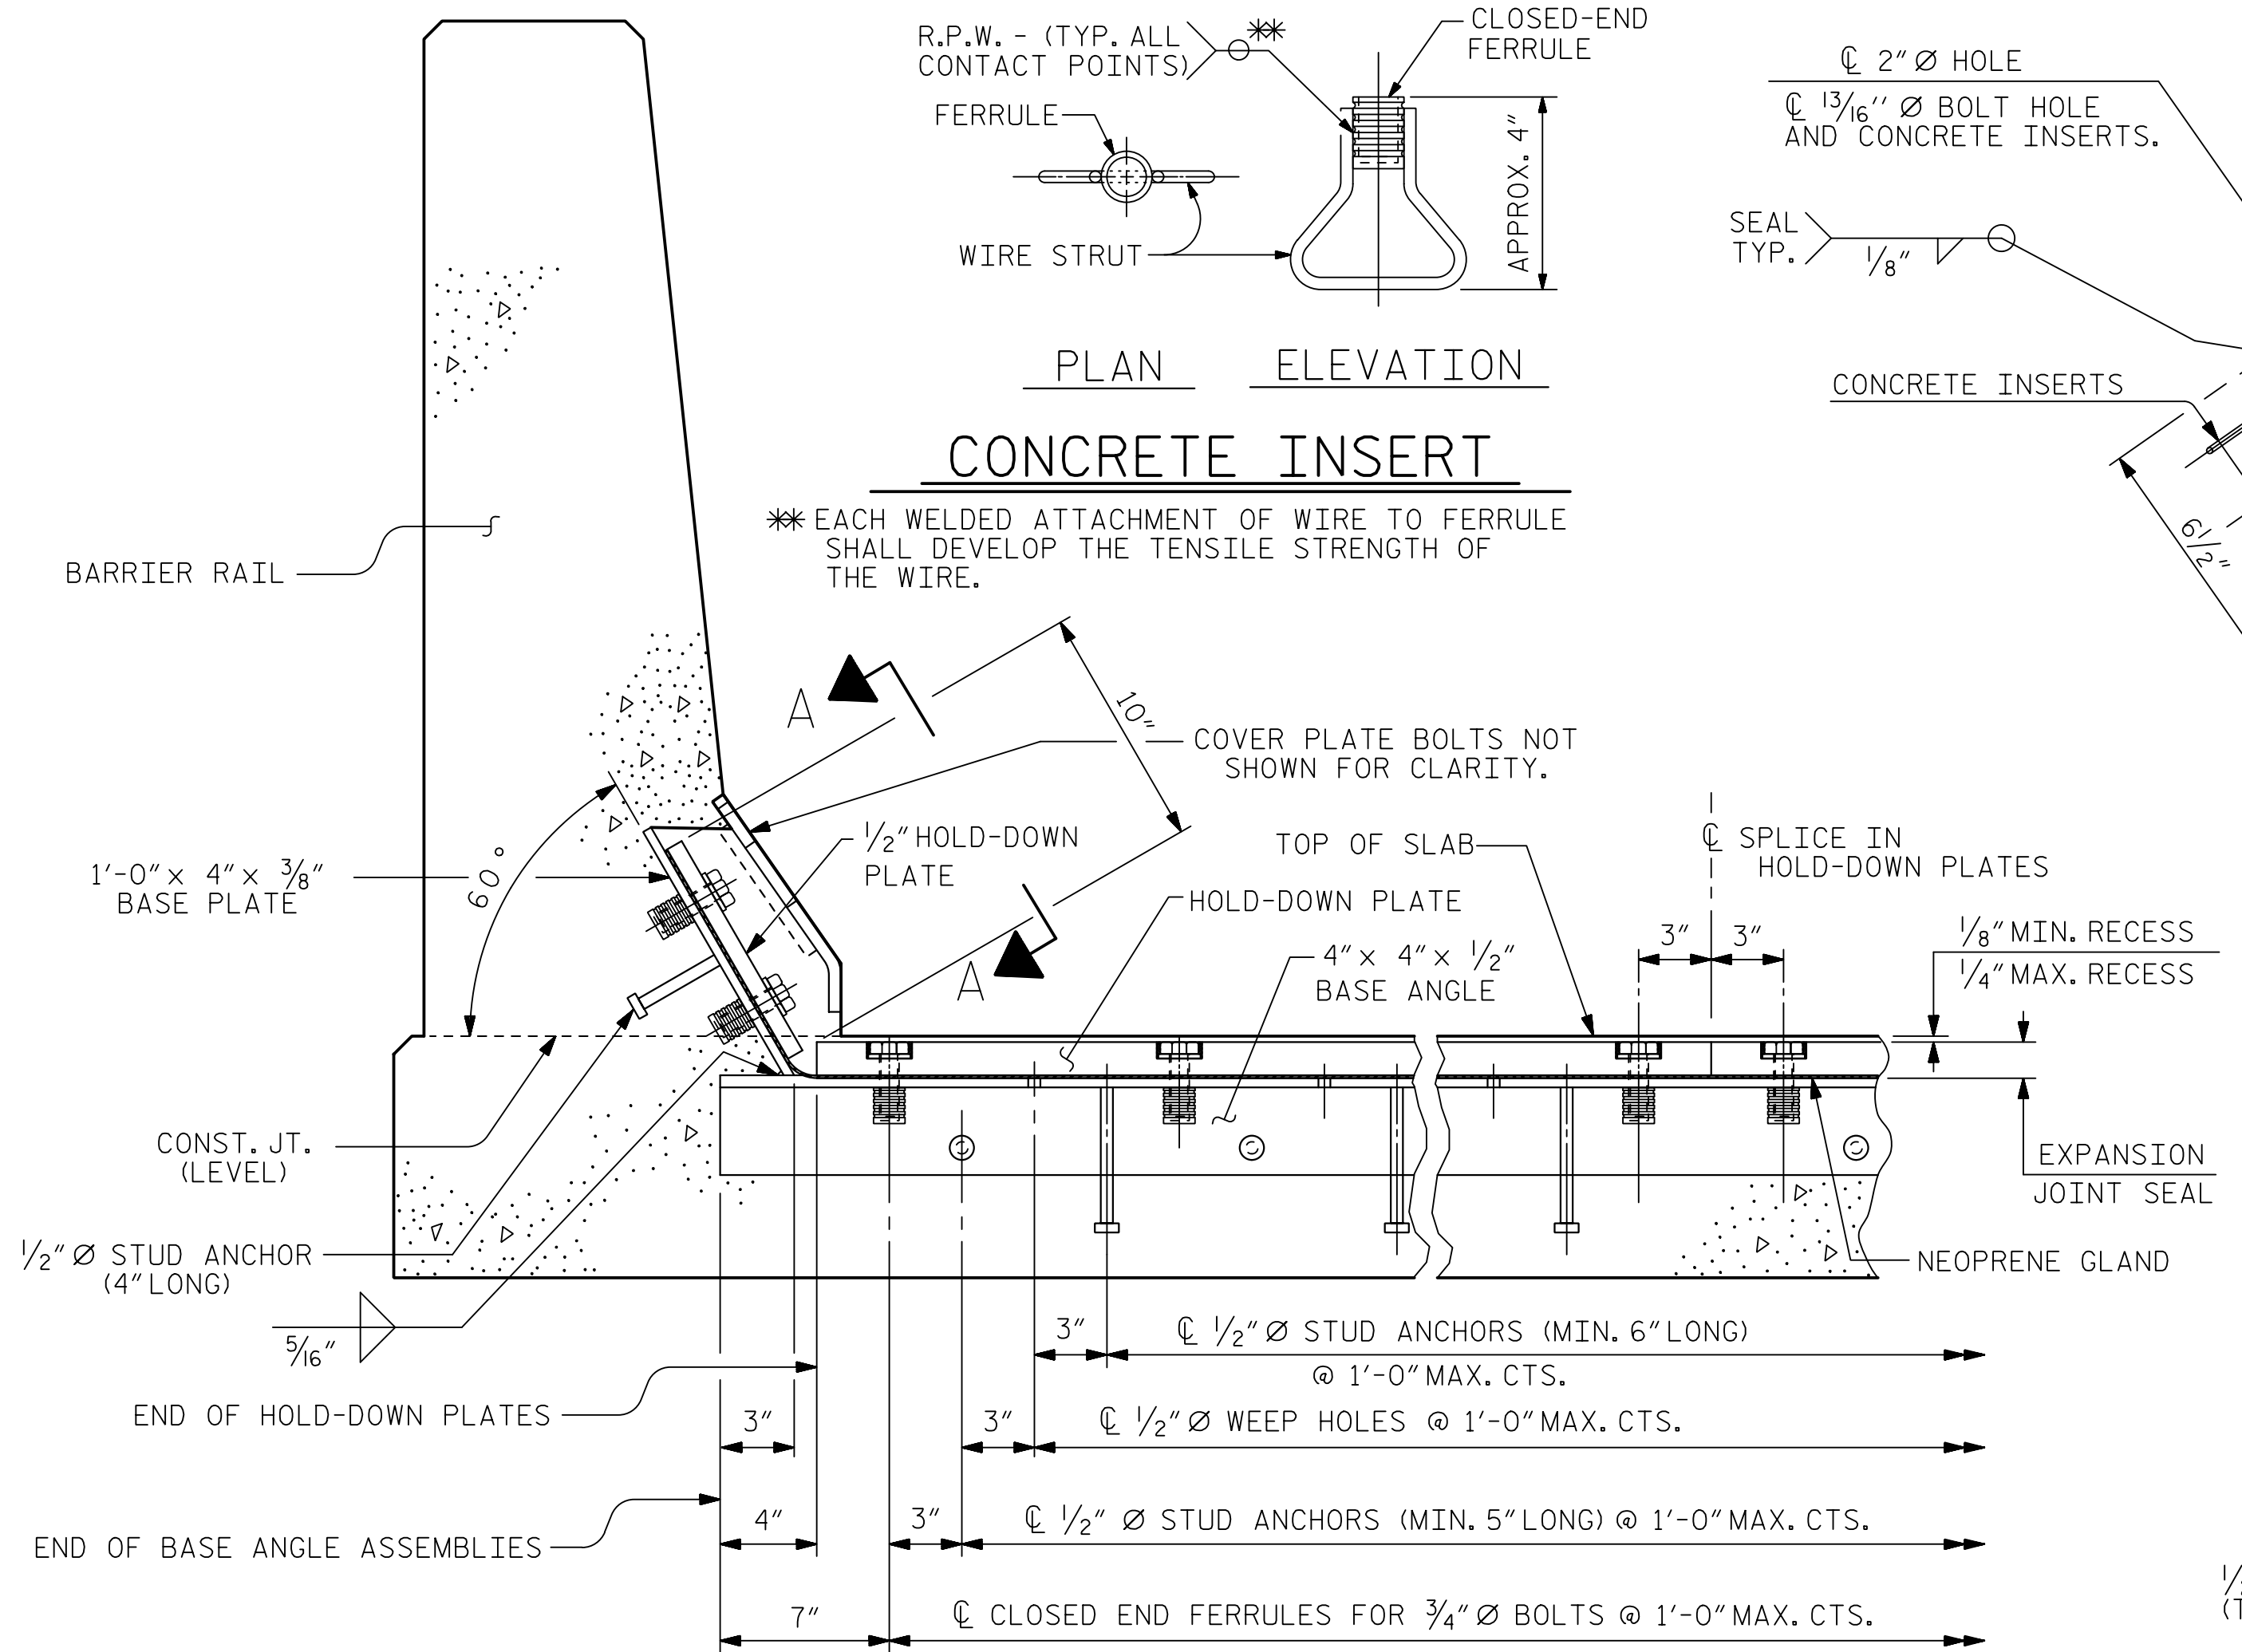 R.P.W. - (TYP. ALL
CONTACT POINTS)
**
CLOSED-END
FERRULE
FERRULE
WIRE STRUT
APPROX. 4"
PLAN
ELEVATION
CONCRETE INSERT
** EACH WELDED ATTACHMENT OF WIRE TO FERRULE
SHALL DEVELOP THE TENSILE STRENGTH OF
THE WIRE.
℄ 2" Ø HOLE
℄ 13/16" Ø BOLT HOLE
AND CONCRETE INSERTS.
SEAL
TYP.
1/8"
CONCRETE INSERTS
6 1/2"
BARRIER RAIL
A
10"
COVER PLATE BOLTS NOT
SHOWN FOR CLARITY.
1/2" HOLD-DOWN
PLATE
1'-0" x 4" x 3/8"
BASE PLATE
60°
TOP OF SLAB
℄ SPLICE IN
HOLD-DOWN PLATES
HOLD-DOWN PLATE
A
4" x 4" x 1/2"
BASE ANGLE
3"
3"
1/8" MIN. RECESS
1/4" MAX. RECESS
CONST. JT.
(LEVEL)
EXPANSION
JOINT SEAL
1/2" Ø STUD ANCHOR
(4" LONG)
NEOPRENE GLAND
5/16"
3"
℄ 1/2" Ø STUD ANCHORS (MIN. 6" LONG)
@ 1'-0" MAX. CTS.
END OF HOLD-DOWN PLATES
3"
3"
℄ 1/2" Ø WEEP HOLES @ 1'-0" MAX. CTS.
END OF BASE ANGLE ASSEMBLIES
4"
3"
℄ 1/2" Ø STUD ANCHORS (MIN. 5" LONG) @ 1'-0" MAX. CTS.
7"
℄ CLOSED END FERRULES FOR 3/4" Ø BOLTS @ 1'-0" MAX. CTS.